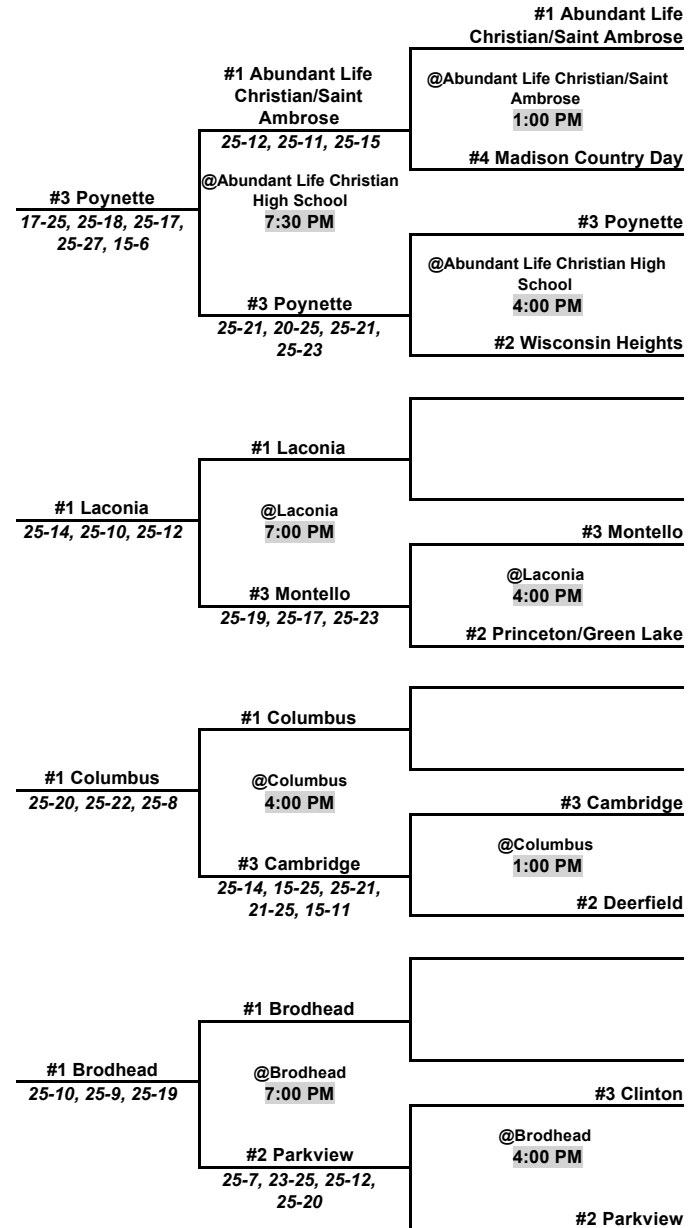 #1 Abundant Life
Christian/Saint Ambrose
#1 Abundant Life
Christian/Saint
Ambrose
25-12, 25-11, 25-15
@Abundant Life Christian/Saint
Ambrose
1:00 PM
#4 Madison Country Day
#3 Poynette
17-25, 25-18, 25-17,
25-27, 15-6
@Abundant Life Christian
High School
7:30 PM
#3 Poynette
@Abundant Life Christian High
School
4:00 PM
#3 Poynette
25-21, 20-25, 25-21,
25-23
#2 Wisconsin Heights
#1 Laconia
#1 Laconia
25-14, 25-10, 25-12
@Laconia
7:00 PM
#3 Montello
@Laconia
4:00 PM
#3 Montello
25-19, 25-17, 25-23
#2 Princeton/Green Lake
#1 Columbus
#1 Columbus
25-20, 25-22, 25-8
@Columbus
4:00 PM
#3 Cambridge
@Columbus
1:00 PM
#3 Cambridge
25-14, 15-25, 25-21,
21-25, 15-11
#2 Deerfield
#1 Brodhead
#1 Brodhead
25-10, 25-9, 25-19
@Brodhead
7:00 PM
#3 Clinton
@Brodhead
4:00 PM
#2 Parkview
25-7, 23-25, 25-12,
25-20
#2 Parkview